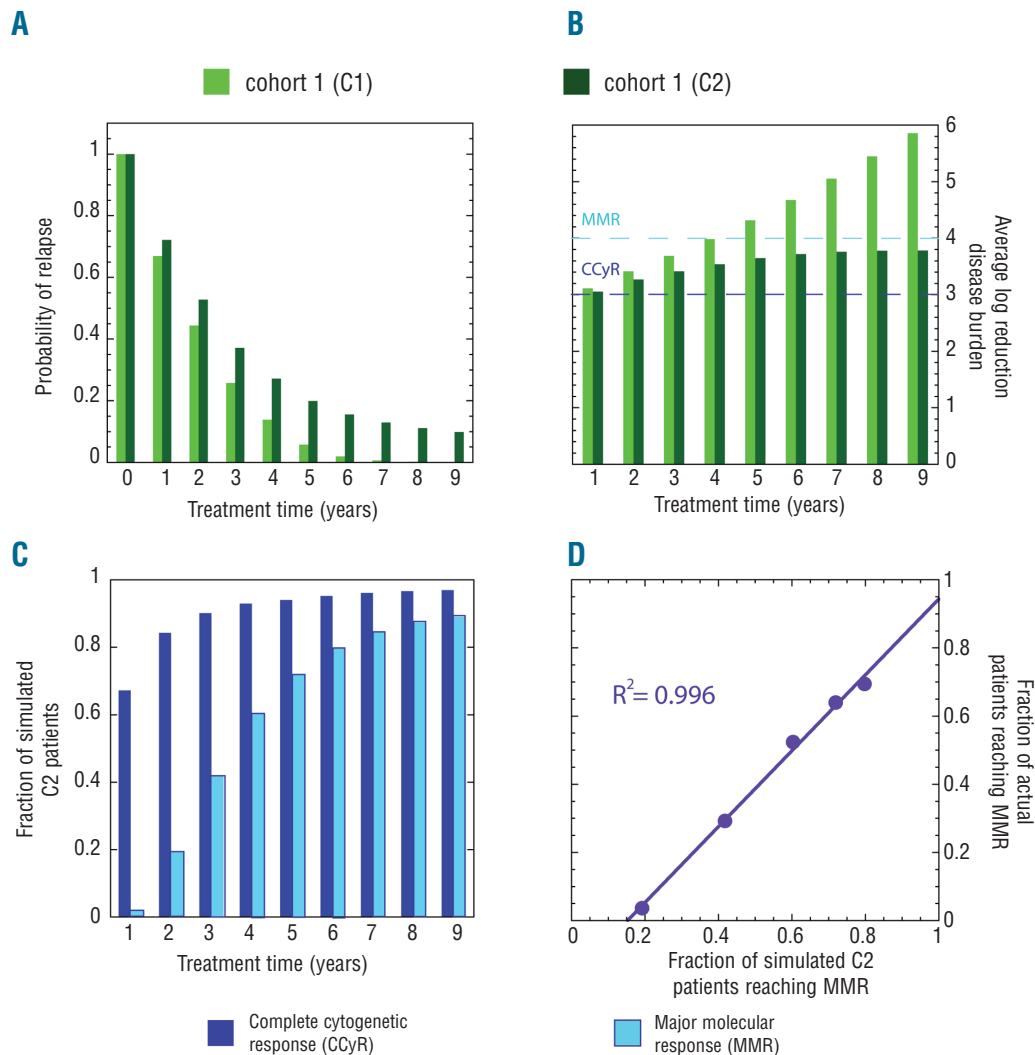 A
B
cohort 1 (C1)
cohort 1 (C2)
1
0.8
0.6
0.4
0.2
0
Probability of relapse
0 1 2 3 4 5 6 7 8 9
Treatment time (years)
MMR
CCyR
6
5
4
3
2
1
0
Average log reduction
disease burden
1 2 3 4 5 6 7 8 9
Treatment time (years)
C
D
1
0.8
0.6
0.4
0.2
0
Fraction of simulated
C2 patients
1 2 3 4 5 6 7 8 9
Treatment time (years)
R²= 0.996
1
0.8
0.6
0.4
0.2
0
Fraction of actual
patients reaching MMR
0 0.2 0.4 0.6 0.8 1
Fraction of simulated C2
patients reaching MMR
Complete cytogenetic
response (CCyR)
Major molecular
response (MMR)